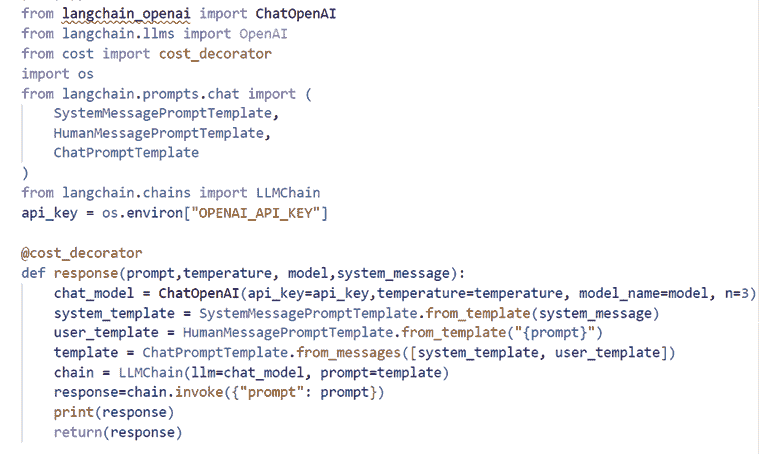 from langchain_openai import ChatOpenAI
from langchain.llms import OpenAI
from cost import cost_decorator
import os
from langchain.prompts.chat import (
    SystemMessagePromptTemplate,
    HumanMessagePromptTemplate,
    ChatPromptTemplate
)
from langchain.chains import LLMChain
api_key = os.environ["OPENAI_API_KEY"]

@cost_decorator
def response(prompt,temperature, model,system_message):
    chat_model = ChatOpenAI(api_key=api_key,temperature=temperature, model_name=model, n=3)
    system_template = SystemMessagePromptTemplate.from_template(system_message)
    user_template = HumanMessagePromptTemplate.from_template("{prompt}")
    template = ChatPromptTemplate.from_messages([system_template, user_template])
    chain = LLMChain(llm=chat_model, prompt=template)
    response=chain.invoke({"prompt": prompt})
    print(response)
    return(response)